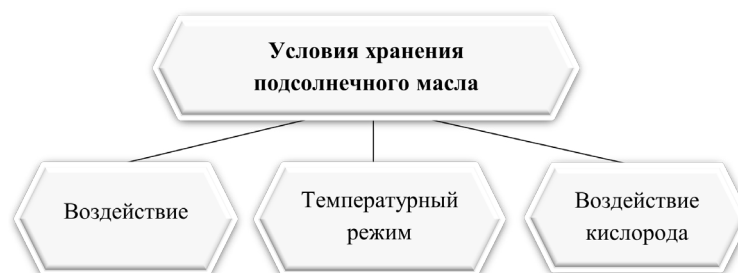 Условия хранения
подсолнечного масла
Воздействие
Температурный
режим
Воздействие
кислорода